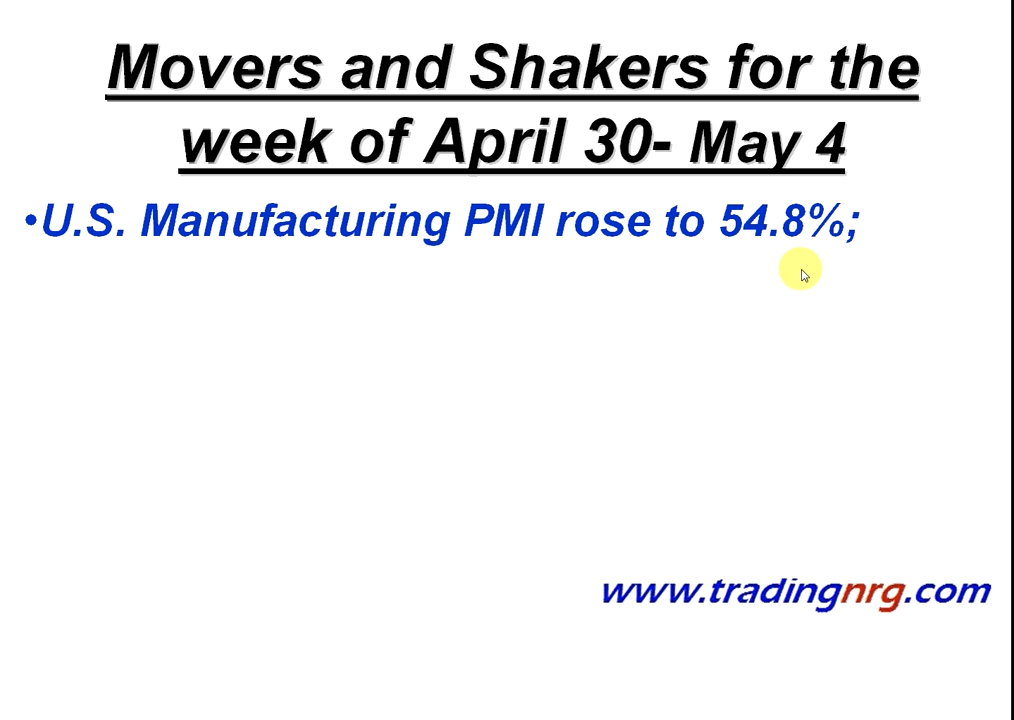 Movers and Shakers for the
week of April 30- May 4
•U.S. Manufacturing PMI rose to 54.8%;
www.tradingnrg.com